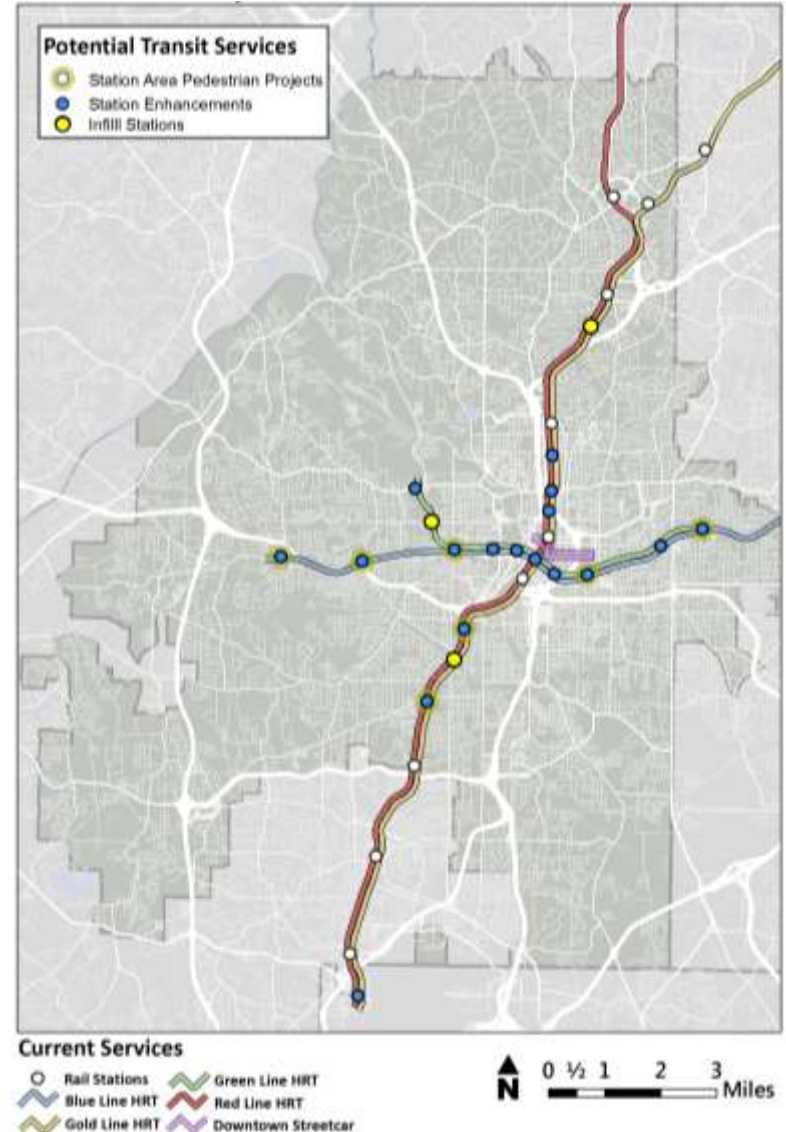 Potential Transit Services
Station Area Pedestrian Projects
Station Enhancements
Infill Stations
Current Services
Rail Stations
Blue Line HRT
Gold Line HRT
Green Line HRT
Red Line HRT
Downtown Streetcar
N
0 ½ 1 2 3
Miles